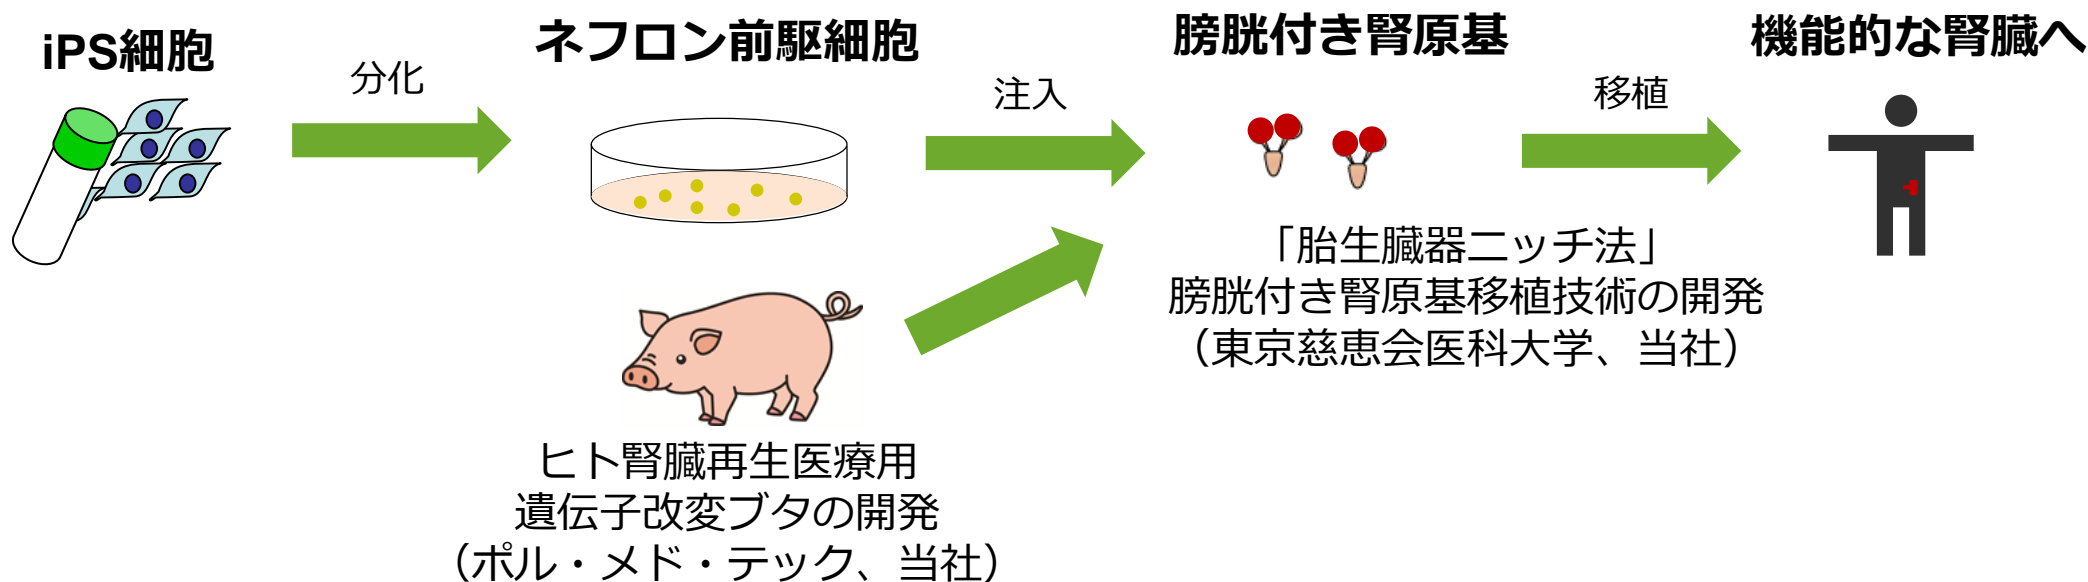 iPS細胞
分化
ネフロン前駆細胞
注入
膀胱付き腎原基
移植
機能的な腎臓へ
「胎生臓器ニッチ法」
膀胱付き腎原基移植技術の開発
（東京慈恵会医科大学、当社）
ヒト腎臓再生医療用
遺伝子改変ブタの開発
（ポル・メド・テック、当社）